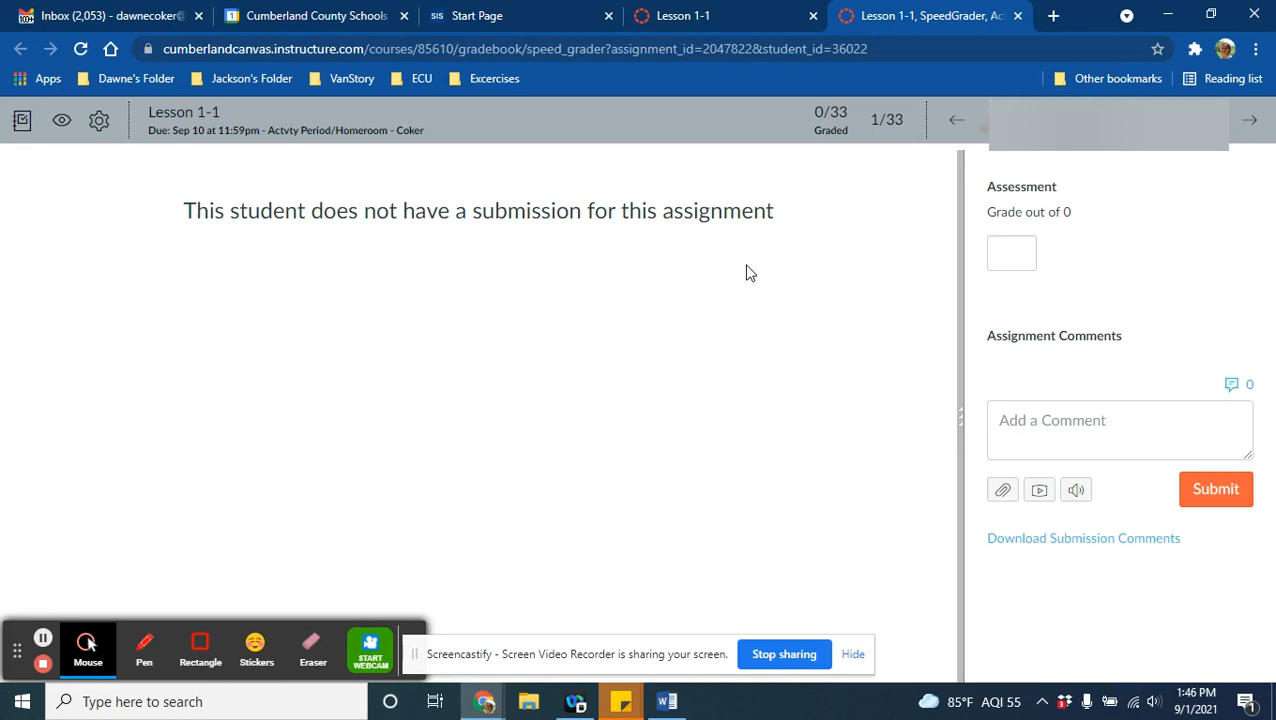 Inbox (2,053) - dawnecoker@
Cumberland County Schools
SIS
Start Page
Lesson 1-1
Lesson 1-1, SpeedGrader, Ac
cumberlandcanvas.instructure.com/courses/85610/gradebook/speed_grader?assignment_id=2047822&student_id=36022
Apps
Dawne's Folder
Jackson's Folder
VanStory
ECU
Excercises
Other bookmarks
Reading list
Lesson 1-1
Due: Sep 10 at 11:59pm - Actvty Period/Homeroom - Coker
0/33
Graded
1/33
This student does not have a submission for this assignment
Assessment
Grade out of 0
Assignment Comments
0
Add a Comment
Submit
Download Submission Comments
Mouse
Pen
Rectangle
Stickers
Eraser
START
WEBCAM
Screencastify - Screen Video Recorder is sharing your screen.
Stop sharing
Hide
Type here to search
85°F AQI 55
1:46 PM
9/1/2021